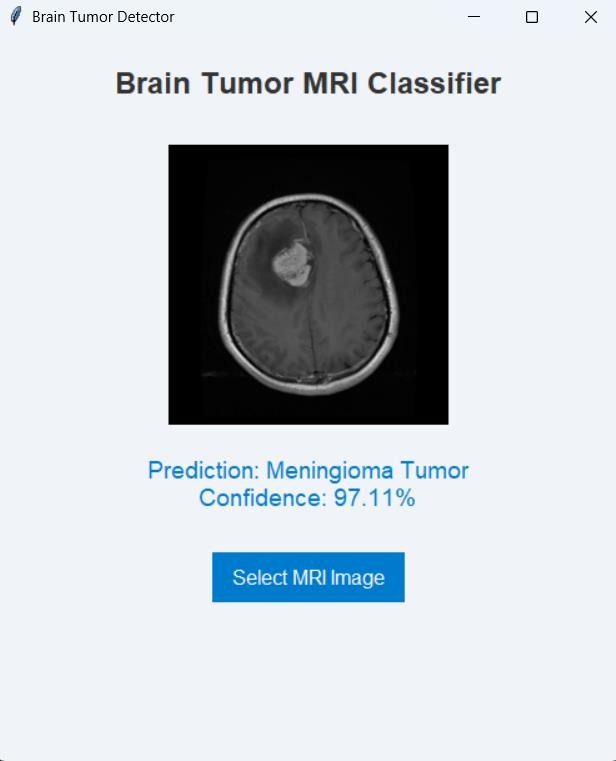 Brain Tumor Detector
Brain Tumor MRI Classifier
Prediction: Meningioma Tumor
Confidence: 97.11%
Select MRI Image